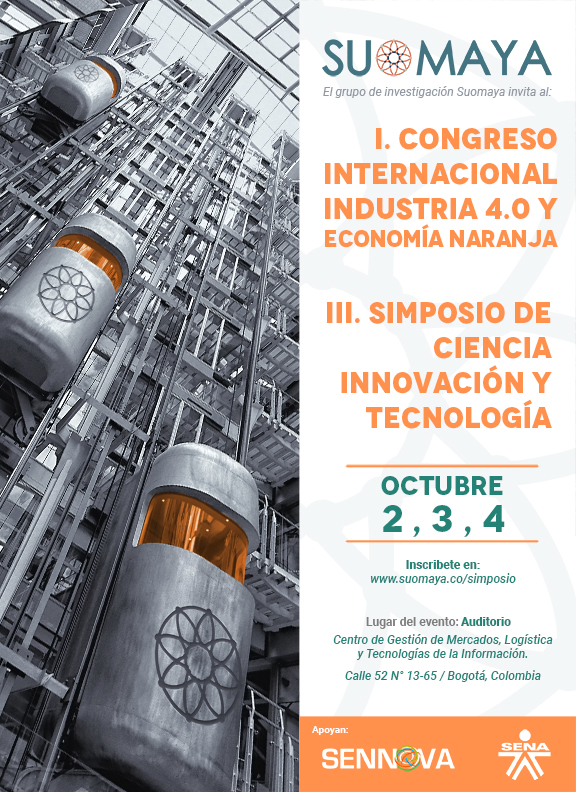 SUOMAYA
El grupo de investigación Suomaya invita al:
I. CONGRESO
INTERNACIONAL
INDUSTRIA 4.0 Y
ECONOMÍA NARANJA
III. SIMPOSIO DE
CIENCIA
INNOVACIÓN Y
TECNOLOGÍA
OCTUBRE
2 , 3 , 4
Inscribete en:
www.suomaya.co/simposio
Lugar del evento: Auditorio
Centro de Gestión de Mercados, Logística
y Tecnologías de la Información.
Calle 52 N° 13-65 / Bogotá, Colombia
Apoyan:
SENNOVA
SENA